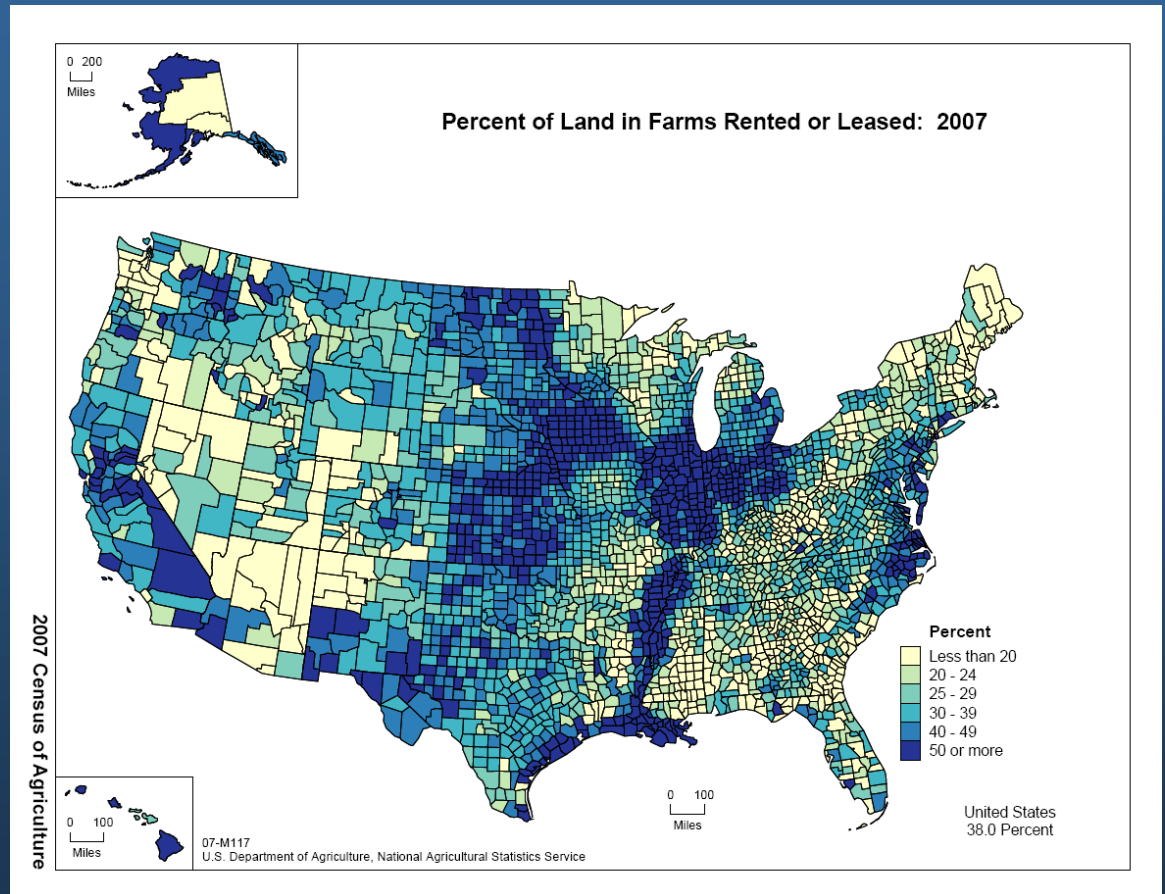 0 200
Miles
Percent of Land in Farms Rented or Leased: 2007
2007 Census of Agriculture
Percent
Less than 20
20 - 24
25 - 29
30 - 39
40 - 49
50 or more
0 100
Miles
United States
38.0 Percent
0 100
Miles
07-M117
U.S. Department of Agriculture, National Agricultural Statistics Service